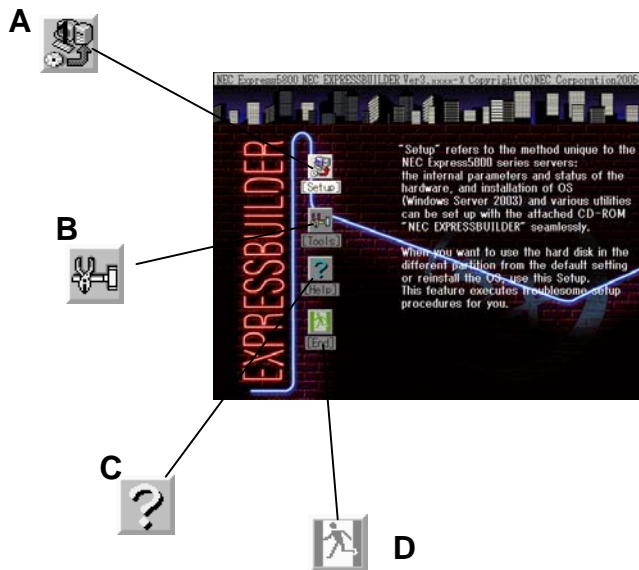 A
NEC Express5800 NEC EXPRESSBUILDER Ver3.xxxx-X Copyright(C)NEC Corporation2005
EXPRESSBUILDER
[Setup]
[Tools]
[Help]
[End]
"Setup" refers to the method unique to the
NEC Express5800 series servers:
the internal parameters and status of the
hardware, and installation of OS
(Windows Server 2003) and various utilities
can be set up with the attached CD-ROM
"NEC EXPRESSBUILDER" seamlessly.
When you want to use the hard disk in the
different partition from the default setting
or reinstall the OS, use this Setup.
This feature executes troublesome setup
procedures for you.
B
C
?
D